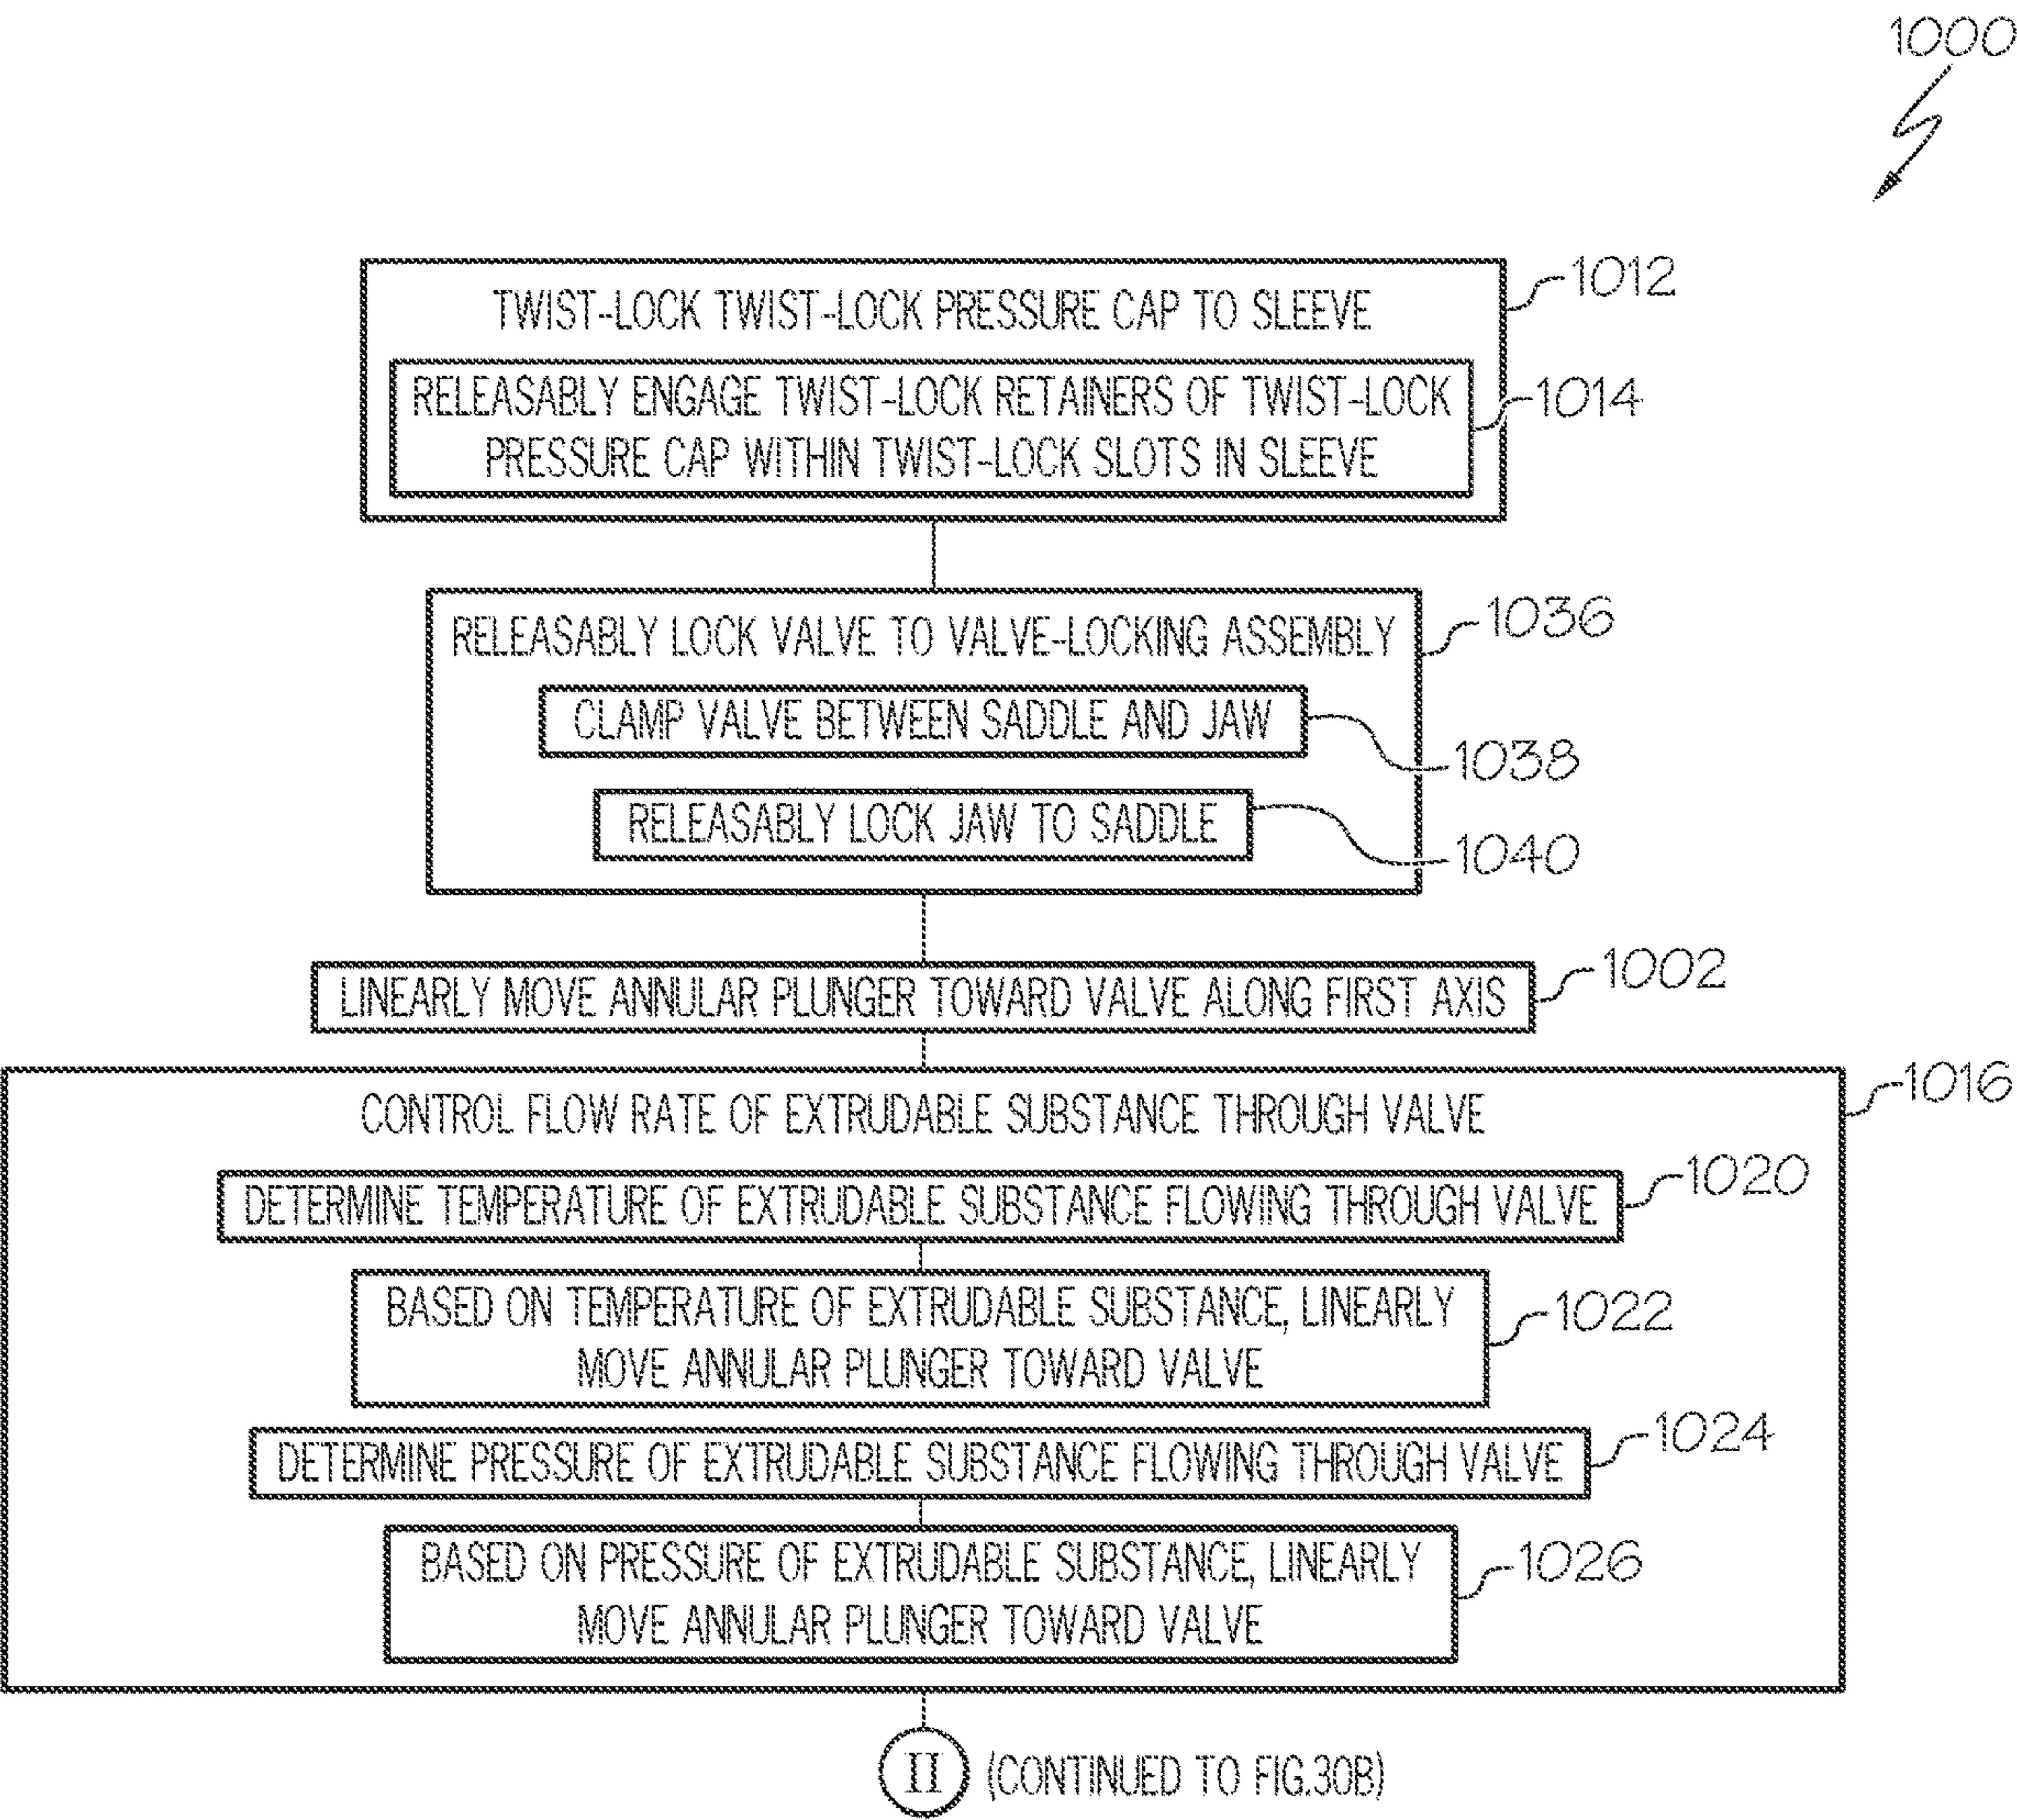 1000
TWIST-LOCK TWIST-LOCK PRESSURE CAP TO SLEEVE
1012
RELEASABLY ENGAGE TWIST-LOCK RETAINERS OF TWIST-LOCK
PRESSURE CAP WITHIN TWIST-LOCK SLOTS IN SLEEVE
1014
RELEASABLY LOCK VALVE TO VALVE-LOCKING ASSEMBLY
1036
CLAMP VALVE BETWEEN SADDLE AND JAW
1038
RELEASABLY LOCK JAW TO SADDLE
1040
LINEARLY MOVE ANNULAR PLUNGER TOWARD VALVE ALONG FIRST AXIS
1002
CONTROL FLOW RATE OF EXTRUDABLE SUBSTANCE THROUGH VALVE
1016
DETERMINE TEMPERATURE OF EXTRUDABLE SUBSTANCE FLOWING THROUGH VALVE
1020
BASED ON TEMPERATURE OF EXTRUDABLE SUBSTANCE, LINEARLY
MOVE ANNULAR PLUNGER TOWARD VALVE
1022
DETERMINE PRESSURE OF EXTRUDABLE SUBSTANCE FLOWING THROUGH VALVE
1024
BASED ON PRESSURE OF EXTRUDABLE SUBSTANCE, LINEARLY
MOVE ANNULAR PLUNGER TOWARD VALVE
1026
II (CONTINUED TO FIG.30B)